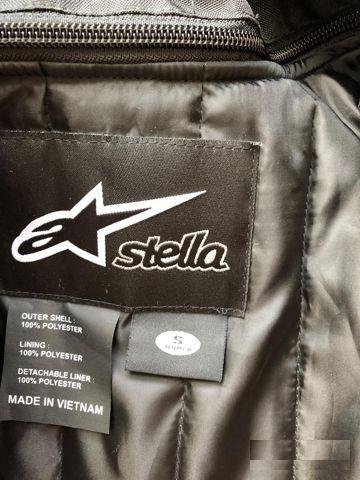 stella
OUTER SHELL :
100% POLYESTER
LINING :
100% POLYESTER
DETACHABLE LINER :
100% POLYESTER
MADE IN VIETNAM
S